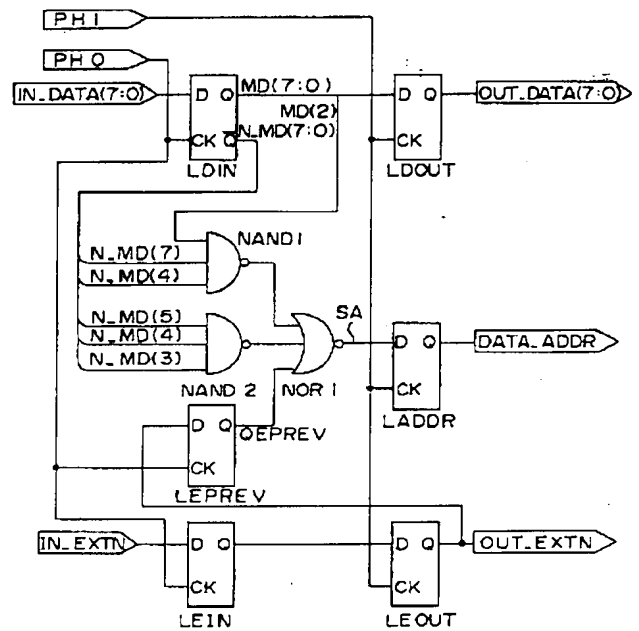 PHI
PHO
IN_DATA(7:0)
D Q
MD(7:0)
D Q
OUT_DATA(7:0)
MD(2)
CK Q
N_MD(7:0)
CK
LDIN
LDOUT
N_MD(7)
NAND1
N_MD(4)
N_MD(5)
SA
N_MD(4)
D Q
DATA_ADDR
N_MD(3)
NAND 2
NOR 1
CK
D Q
QEPREV
LADDR
CK
LEPREV
IN_EXTN
D Q
D Q
OUT_EXTN
CK
CK
LEIN
LEOUT